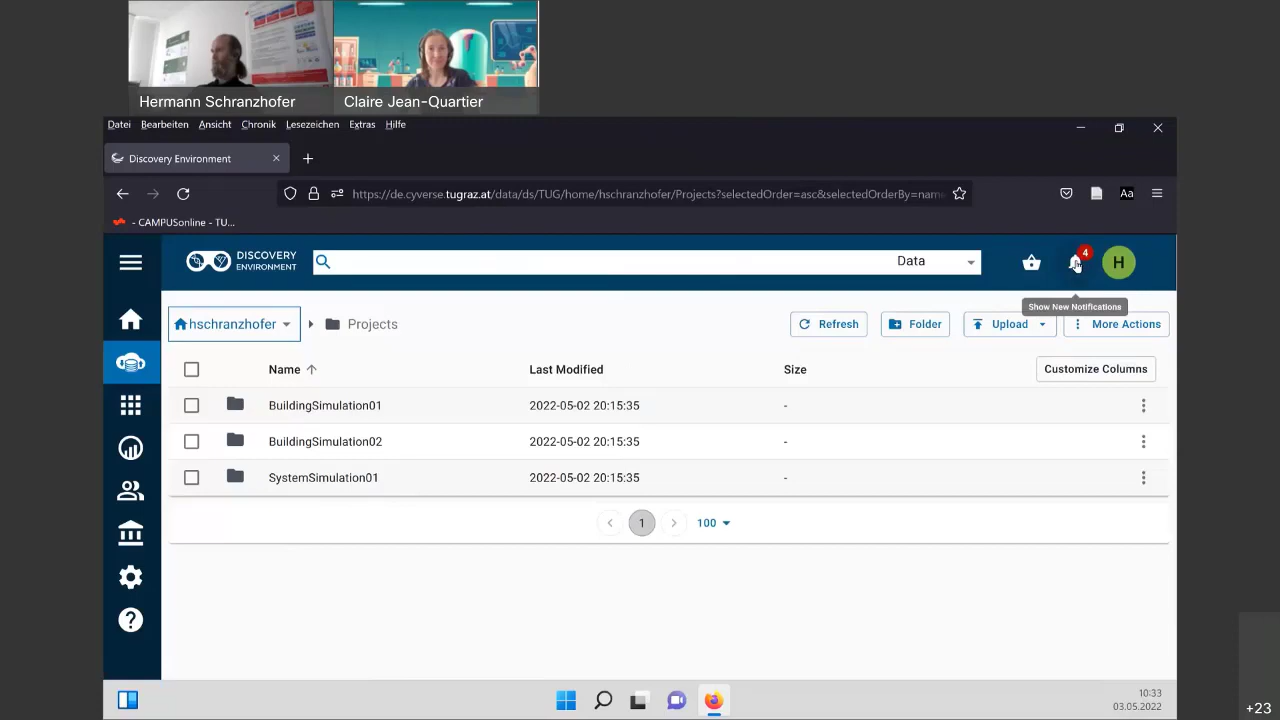 Hermann Schranzhofer
Claire Jean-Quartier
Datei Bearbeiten Ansicht Chronik Lesezeichen Extras Hilfe
Discovery Environment
https://de.cyverse.tugraz.at/data/ds/TUG/home/hschranzhofer/Projects?selectedOrder=asc&selectedOrderBy=nam
Aa
- CAMPUSonline - TU...
DISCOVERY
ENVIRONMENT
Data
4
H
Show New Notifications
hschranzhofer
Projects
Refresh
Folder
Upload
More Actions
Name
Last Modified
Size
Customize Columns
BuildingSimulation01 2022-05-02 20:15:35 -
BuildingSimulation02 2022-05-02 20:15:35 -
SystemSimulation01 2022-05-02 20:15:35 -
1
100
10:33
03.05.2022
+23